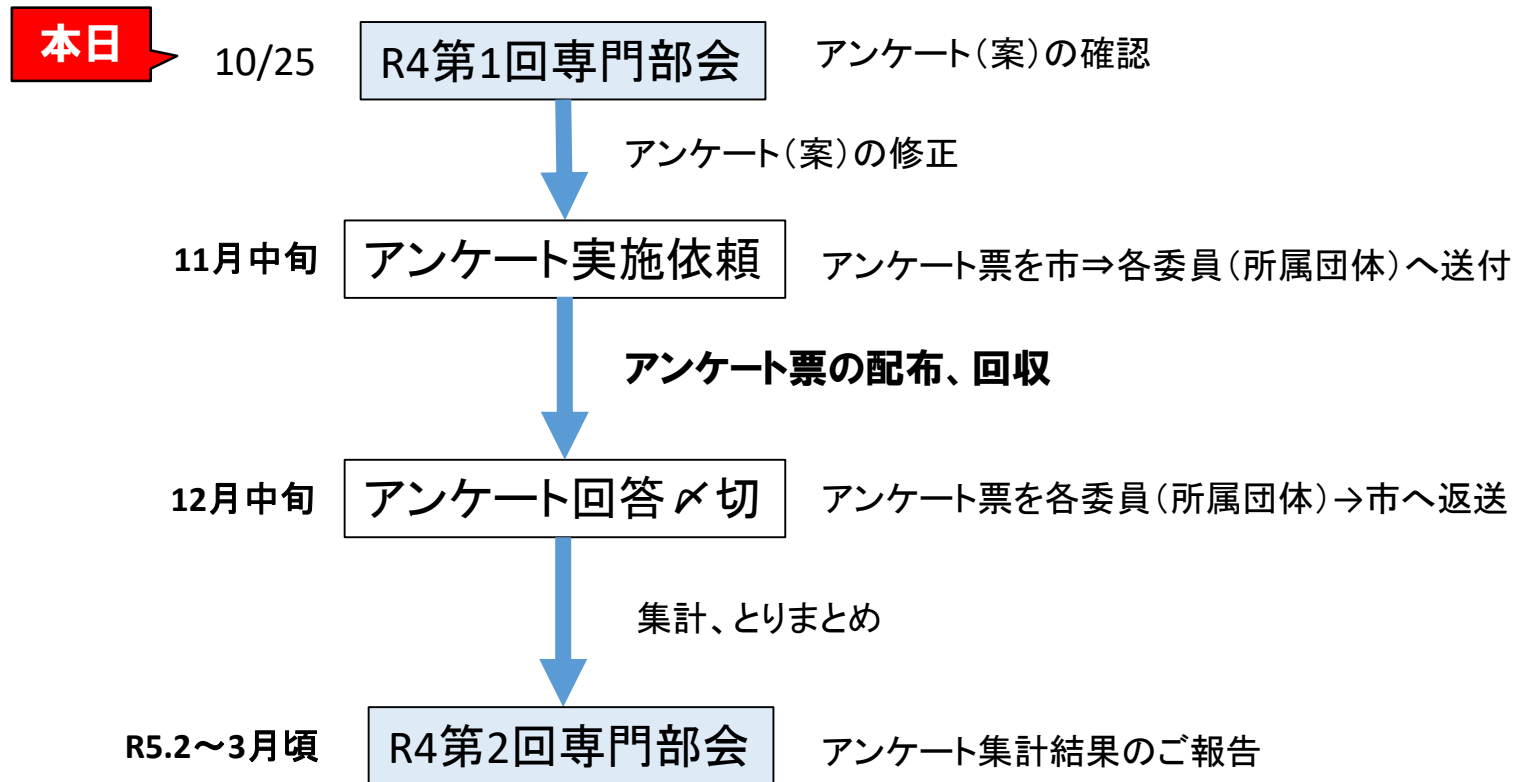 本日
10/25
R4第1回専門部会
アンケート(案)の確認
アンケート(案)の修正
11月中旬
アンケート実施依頼
アンケート票を市⇒各委員(所属団体)へ送付
アンケート票の配布、回収
12月中旬
アンケート回答〆切
アンケート票を各委員(所属団体)→市へ返送
集計、とりまとめ
R5.2～3月頃
R4第2回専門部会
アンケート集計結果のご報告